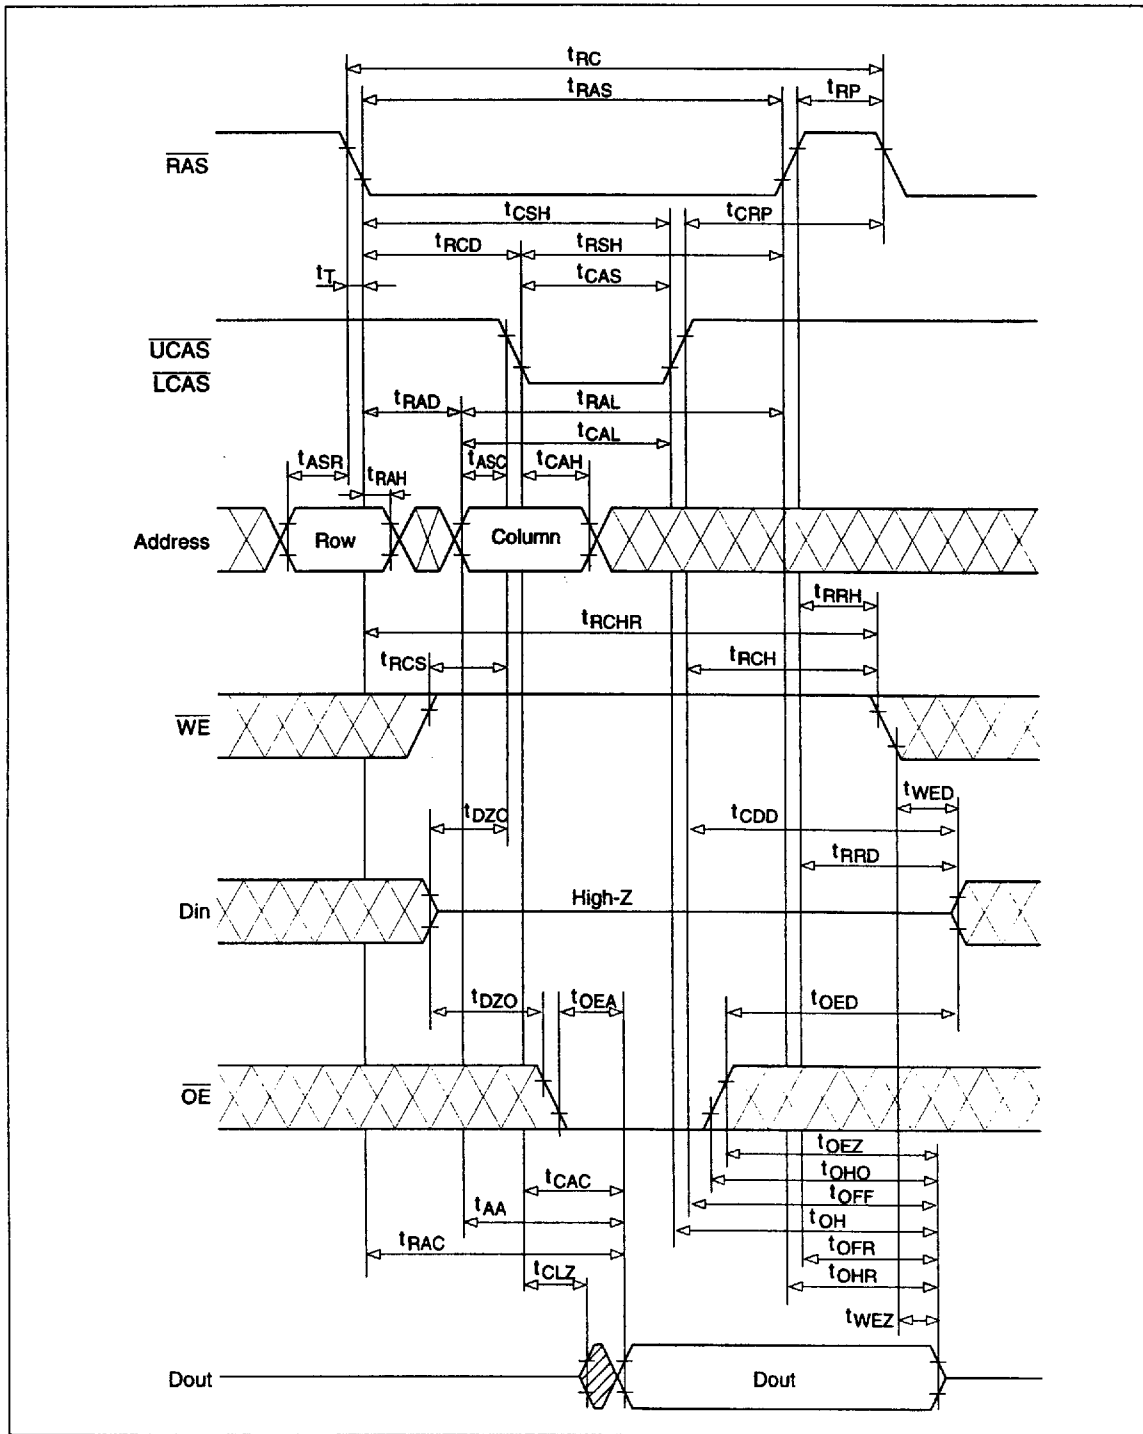 tRC
tRAS
tRP
RAS
tCSH
tCRP
tRCD
tRSH
tT
tCAS
UCAS
LCAS
tRAD
tRAL
tCAL
tASR
tRAH
tASC
tCAH
Address
Row
Column
tRRH
tRCHR
tRCS
tRCH
WE
tWED
tDZC
tCDD
tRRD
Din
High-Z
tDZO
tOEA
tOED
OE
tOEZ
tOHO
tCAC
tOFF
tAA
tOH
tRAC
tOFR
tCLZ
tOHR
tWEZ
Dout
Dout